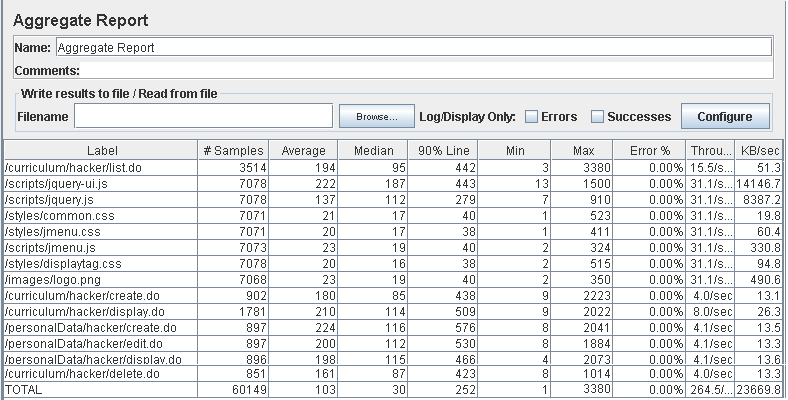 Aggregate Report
Name: Aggregate Report
Comments:
Write results to file / Read from file
Filename Browse... Log/Display Only: Errors Successes Configure
Label # Samples Average Median 90% Line Min Max Error % Throu... KB/sec
/curriculum/hacker/list.do 3514 194 95 442 3 3380 0.00% 15.5/s... 51.3
/scripts/jquery-ui.js 7078 222 187 443 13 1500 0.00% 31.1/s... 14146.7
/scripts/jquery.js 7078 137 112 279 7 910 0.00% 31.1/s... 8387.2
/styles/common.css 7071 21 17 40 1 523 0.00% 31.1/s... 19.8
/styles/jmenu.css 7071 20 17 38 1 411 0.00% 31.1/s... 60.4
/scripts/jmenu.js 7073 23 19 40 2 324 0.00% 31.1/s... 330.8
/styles/displaytag.css 7078 20 16 38 2 515 0.00% 31.1/s... 94.8
/images/logo.png 7068 23 19 40 2 350 0.00% 31.1/s... 490.6
/curriculum/hacker/create.do 902 180 85 438 9 2223 0.00% 4.0/sec 13.1
/curriculum/hacker/display.do 1781 210 114 509 9 2022 0.00% 8.0/sec 26.3
/personalData/hacker/create.do 897 224 116 576 8 2041 0.00% 4.1/sec 13.5
/personalData/hacker/edit.do 897 200 112 530 8 1884 0.00% 4.1/sec 13.3
/personalData/hacker/display.do 896 198 115 466 4 2073 0.00% 4.1/sec 13.6
/curriculum/hacker/delete.do 851 161 87 423 8 1014 0.00% 4.0/sec 13.3
TOTAL 60149 103 30 252 1 3380 0.00% 264.5/... 23669.8